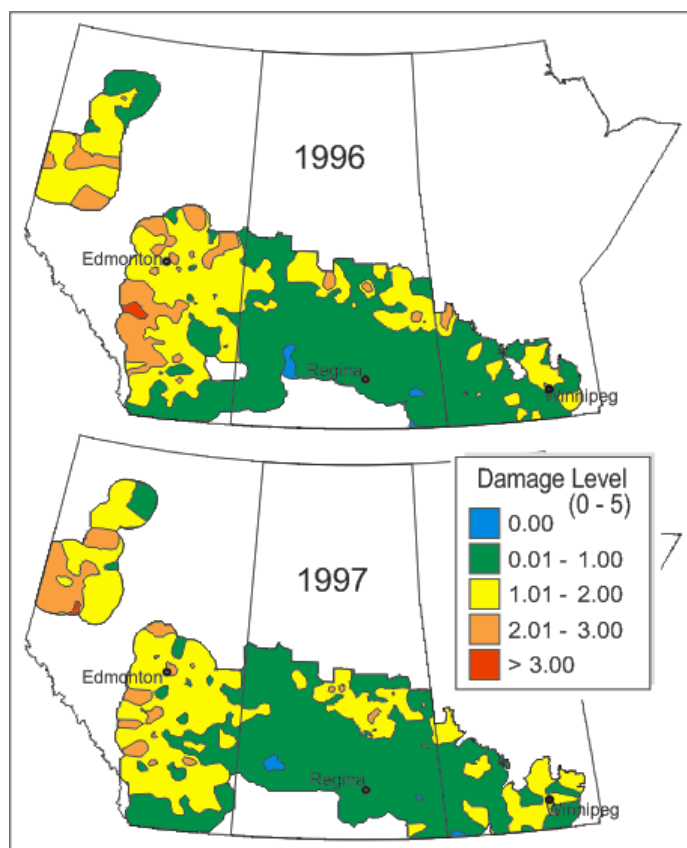 1996
Edmonton
Regina
Winnipeg
Damage Level
(0 - 5)
0.00
0.01 - 1.00
1.01 - 2.00
2.01 - 3.00
> 3.00
1997
Edmonton
Regina
Winnipeg